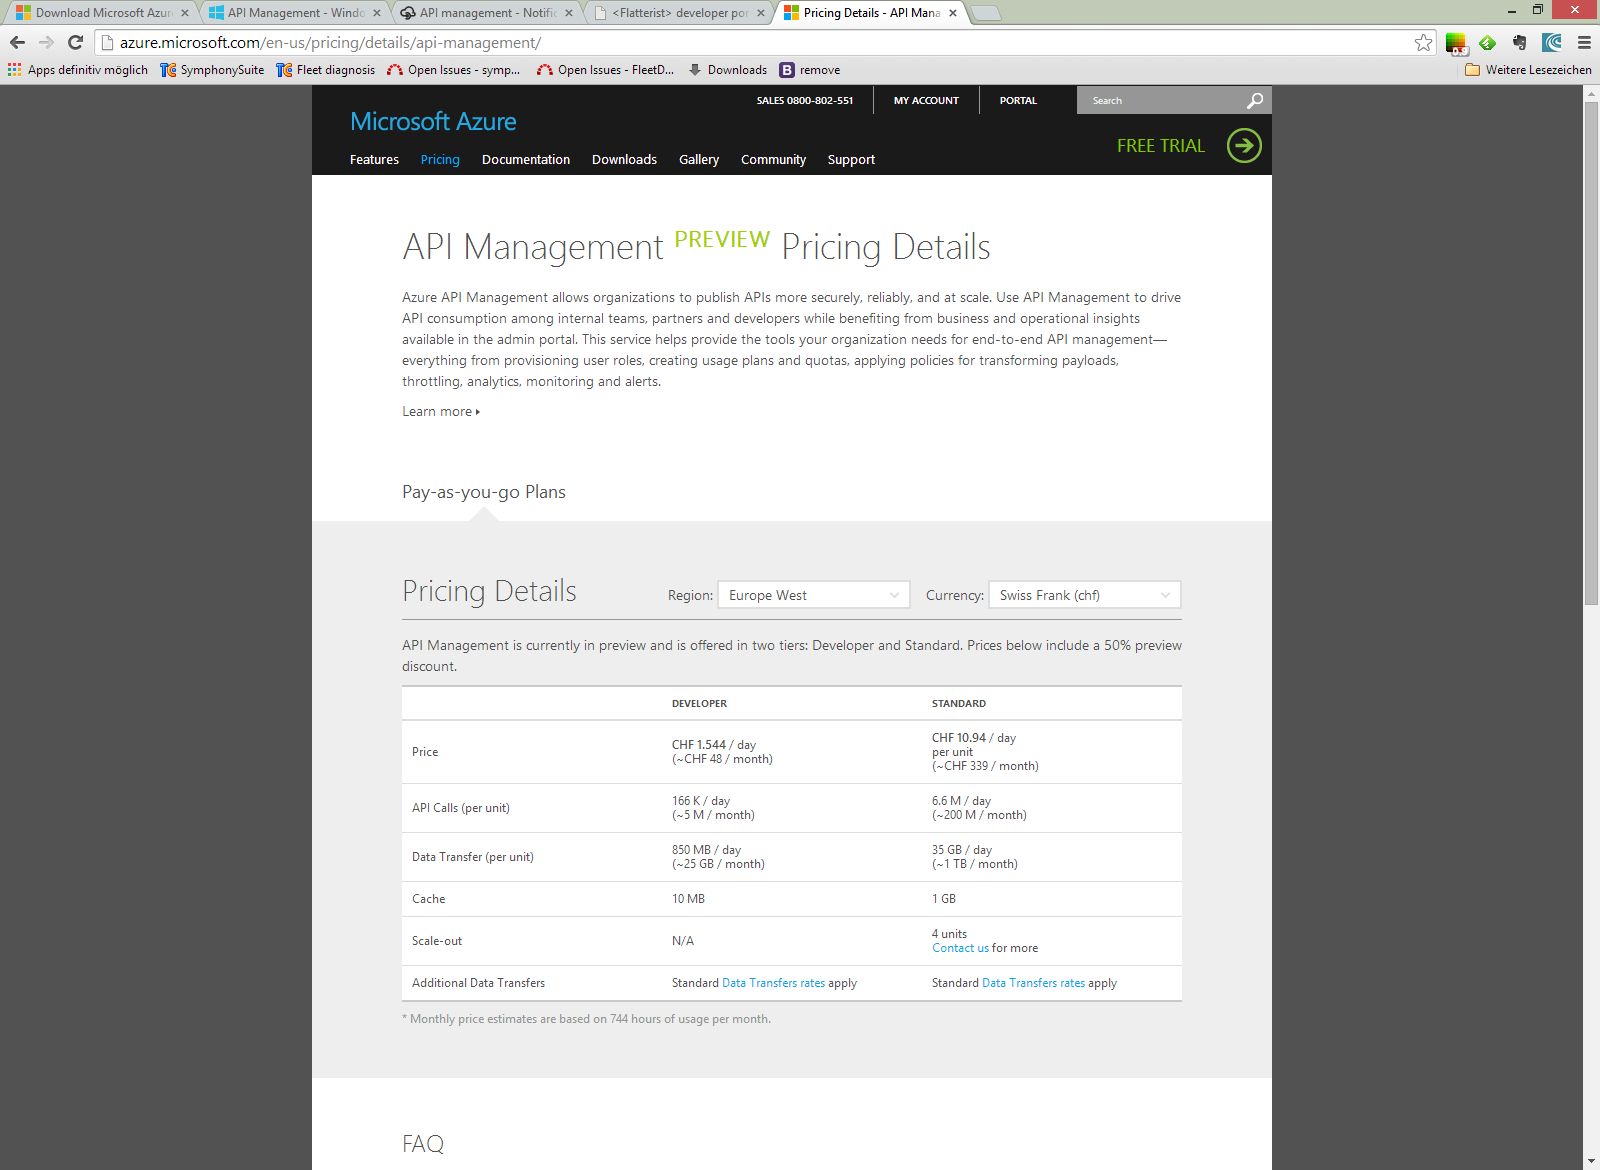 Download Microsoft Azur
API Management - Windo
API management - Notific
<Flatterist> developer por
Pricing Details - API Mana
azure.microsoft.com/en-us/pricing/details/api-management/
Apps definitiv möglich
SymphonySuite
Fleet diagnosis
Open Issues - symp...
Open Issues - FleetD...
Downloads
B remove
Weitere Lesezeichen
SALES 0800-802-551
MY ACCOUNT
PORTAL
Search
Microsoft Azure
FREE TRIAL
Features
Pricing
Documentation
Downloads
Gallery
Community
Support
API Management PREVIEW Pricing Details
Azure API Management allows organizations to publish APIs more securely, reliably, and at scale. Use API Management to drive
API consumption among internal teams, partners and developers while benefiting from business and operational insights
available in the admin portal. This service helps provide the tools your organization needs for end-to-end API management—
everything from provisioning user roles, creating usage plans and quotas, applying policies for transforming payloads,
throttling, analytics, monitoring and alerts.
Learn more
Pay-as-you-go Plans
Pricing Details
Region: Europe West
Currency: Swiss Frank (chf)
API Management is currently in preview and is offered in two tiers: Developer and Standard. Prices below include a 50% preview
discount.
DEVELOPER
STANDARD
Price
CHF 1.544 / day
(~CHF 48 / month)
CHF 10.94 / day
per unit
(~CHF 339 / month)
API Calls (per unit)
166 K / day
(~5 M / month)
6.6 M / day
(~200 M / month)
Data Transfer (per unit)
850 MB / day
(~25 GB / month)
35 GB / day
(~1 TB / month)
Cache
10 MB
1 GB
Scale-out
N/A
4 units
Contact us for more
Additional Data Transfers
Standard Data Transfers rates apply
Standard Data Transfers rates apply
* Monthly price estimates are based on 744 hours of usage per month.
FAQ